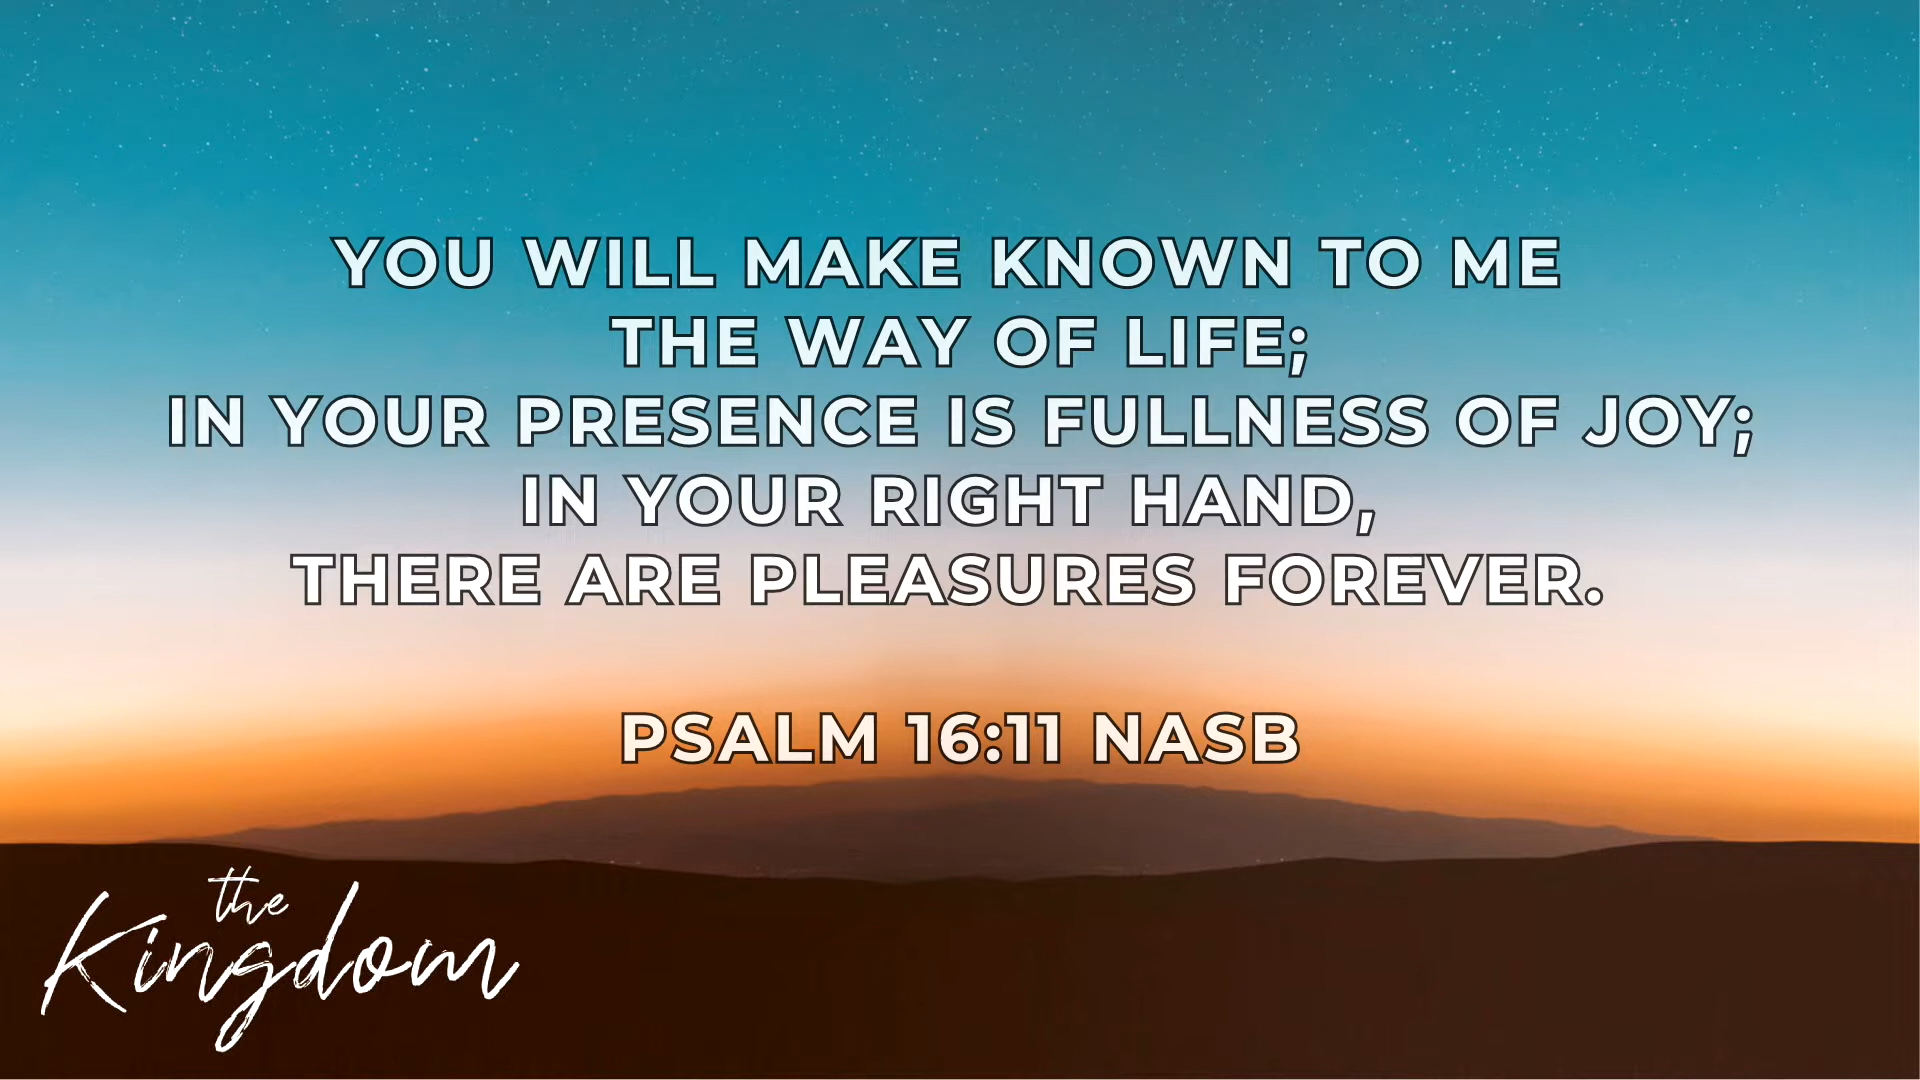 YOU WILL MAKE KNOWN TO ME
THE WAY OF LIFE;
IN YOUR PRESENCE IS FULLNESS OF JOY;
IN YOUR RIGHT HAND,
THERE ARE PLEASURES FOREVER.
PSALM 16:11 NASB
the
Kingdom